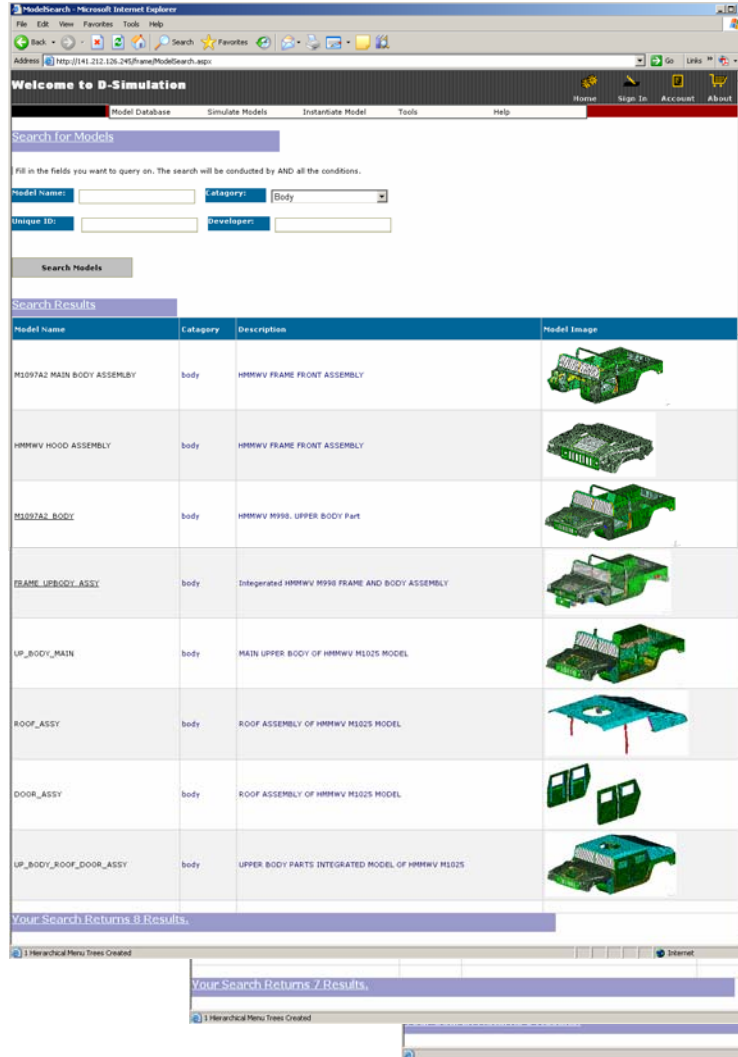 ModelSearch - Microsoft Internet Explorer
File Edit View Favorites Tools Help
Back Search Favorites
Address http://141.212.126.245/frame/ModelSearch.aspx Go Links »
Welcome to D-Simulation
Home Sign In Account About
Model Database Simulate Models Instantiate Model Tools Help
Search for Models
Fill in the fields you want to query on. The search will be conducted by AND all the conditions.
Model Name: Catagory: Body
Unique ID: Developer:
Search Models
Search Results
Model Name Catagory Description Model Image
M1097A2 MAIN BODY ASSEMLBY body HMMWV FRAME FRONT ASSEMBLY
HMMWV HOOD ASSEMBLY body HMMWV FRAME FRONT ASSEMBLY
M1097A2_BODY body HMMWV M998. UPPER BODY Part
FRAME_UPBODY_ASSY body Integerated HMMWV M998 FRAME AND BODY ASSEMBLY
UP_BODY_MAIN body MAIN UPPER BODY OF HMMWV M1025 MODEL
ROOF_ASSY body ROOF ASSEMBLY OF HMMWV M1025 MODEL
DOOR_ASSY body ROOF ASSEMBLY OF HMMWV M1025 MODEL
UP_BODY_ROOF_DOOR_ASSY body UPPER BODY PARTS INTEGRATED MODEL OF HMMWV M1025
Your Search Returns 8 Results.
1 Hierarchical Menu Trees Created Internet
Your Search Returns 7 Results.
1 Hierarchical Menu Trees Created